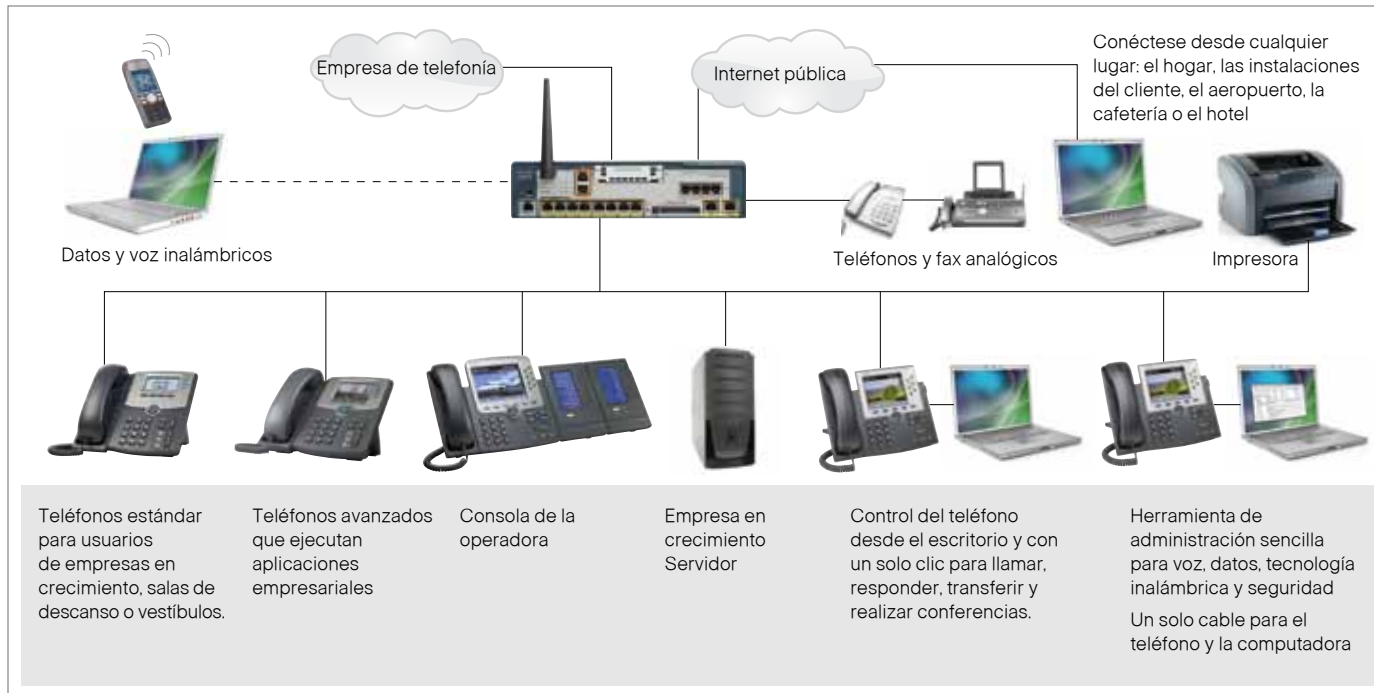 Empresa de telefonía
Internet pública
Conéctese desde cualquier
lugar: el hogar, las instalaciones
del cliente, el aeropuerto, la
cafetería o el hotel
Datos y voz inalámbricos
Teléfonos y fax analógicos
Impresora
Teléfonos estándar
para usuarios
de empresas en
crecimiento, salas de
descanso o vestíbulos.
Teléfonos avanzados
que ejecutan
aplicaciones
empresariales
Consola de la
operadora
Empresa en
crecimiento
Servidor
Control del teléfono
desde el escritorio y con
un solo clic para llamar,
responder, transferir y
realizar conferencias.
Herramienta de
administración sencilla
para voz, datos, tecnología
inalámbrica y seguridad
Un solo cable para el
teléfono y la computadora